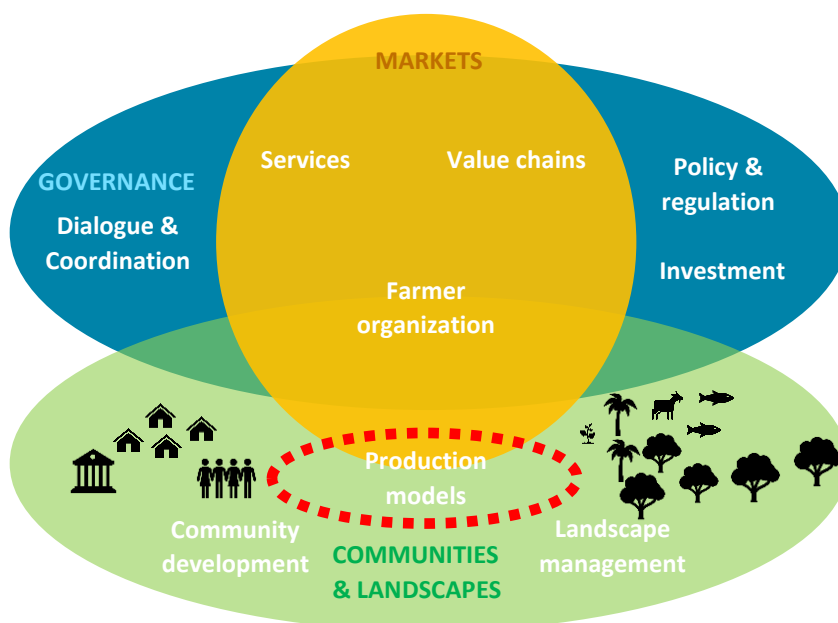 MARKETS
Services
Value chains
Policy &
regulation
GOVERNANCE
Dialogue &
Coordination
Investment
Farmer
organization
Production
models
Community
development
Landscape
management
COMMUNITIES
& LANDSCAPES